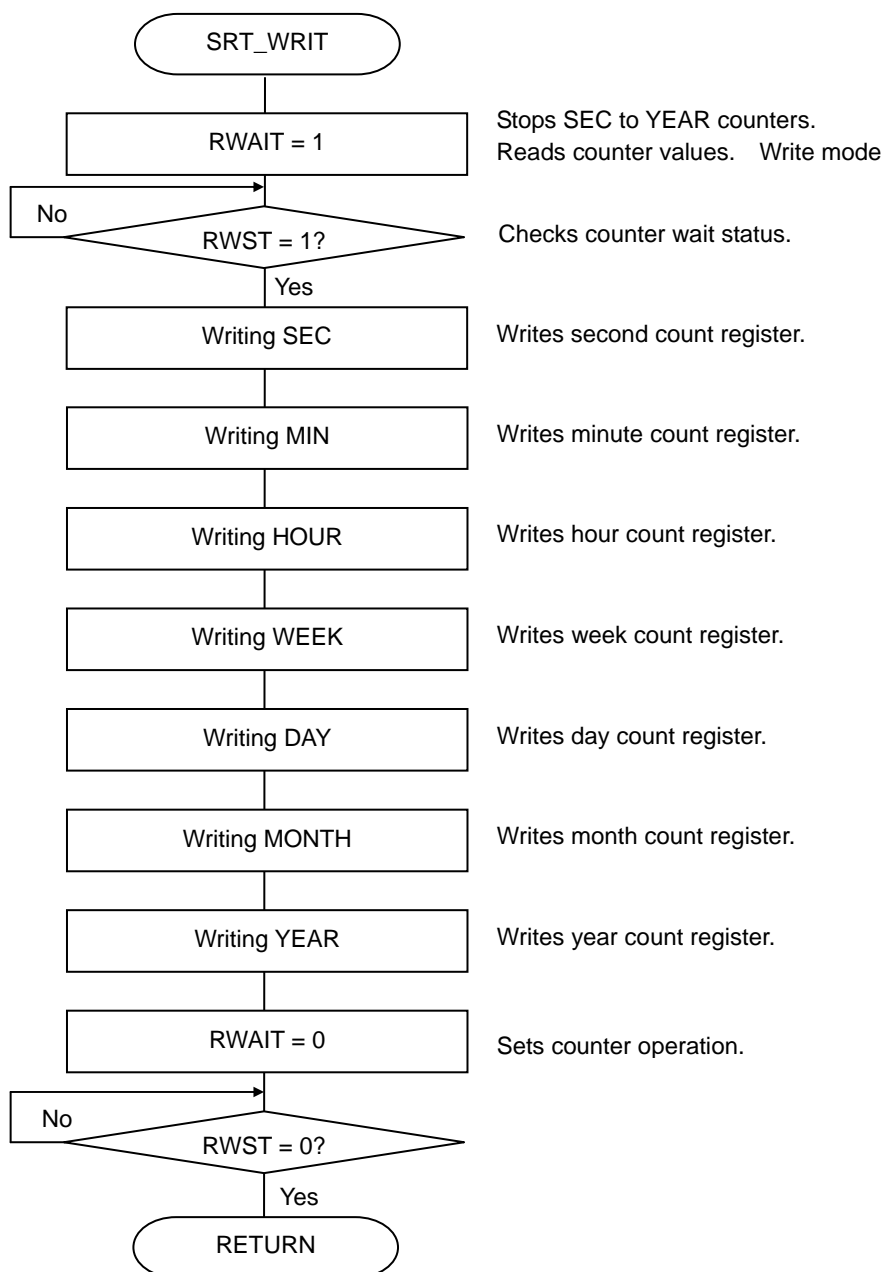 SRT_WRIT
RWAIT = 1
Stops SEC to YEAR counters.
Reads counter values. Write mode
No
RWST = 1?
Checks counter wait status.
Yes
Writing SEC
Writes second count register.
Writing MIN
Writes minute count register.
Writing HOUR
Writes hour count register.
Writing WEEK
Writes week count register.
Writing DAY
Writes day count register.
Writing MONTH
Writes month count register.
Writing YEAR
Writes year count register.
RWAIT = 0
Sets counter operation.
No
RWST = 0?
Yes
RETURN